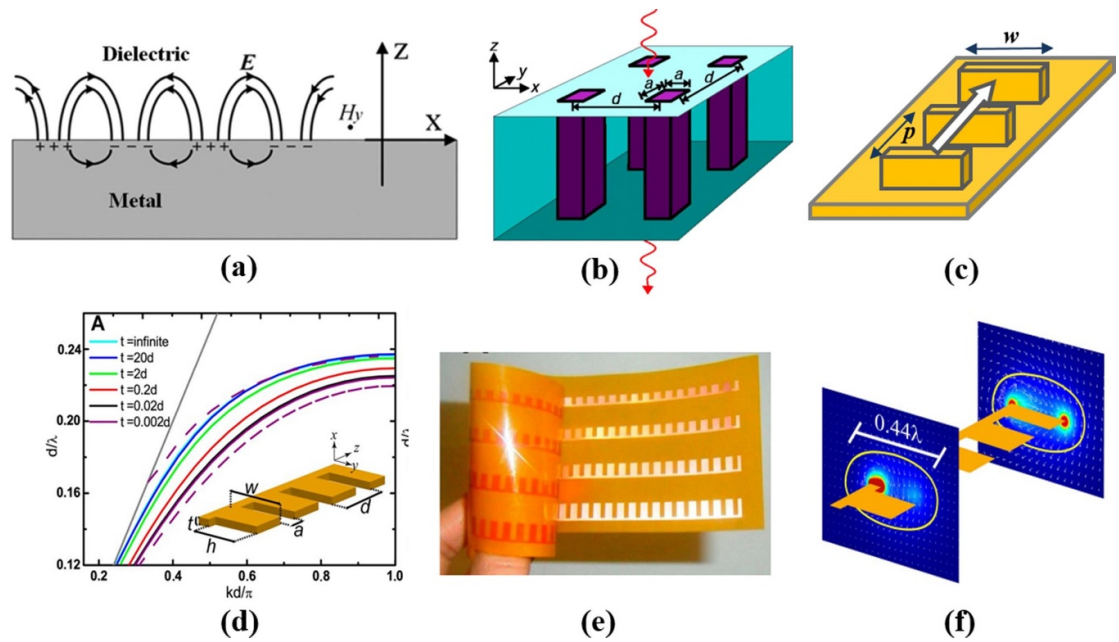 Dielectric
E
Z
H_y
X
+ + +
− − −
+ + +
− − −
Metal
(a)
z
y
x
a
a
d
d
(b)
w
p
(c)
A
t =infinite
t =20d
t =2d
t =0.2d
t =0.02d
t =0.002d
0.24
0.20
0.16
0.12
d/λ
0.2
0.4
0.6
0.8
1.0
kd/π
x
z
y
w
d
t
h
a
(d)
(e)
0.44λ
(f)